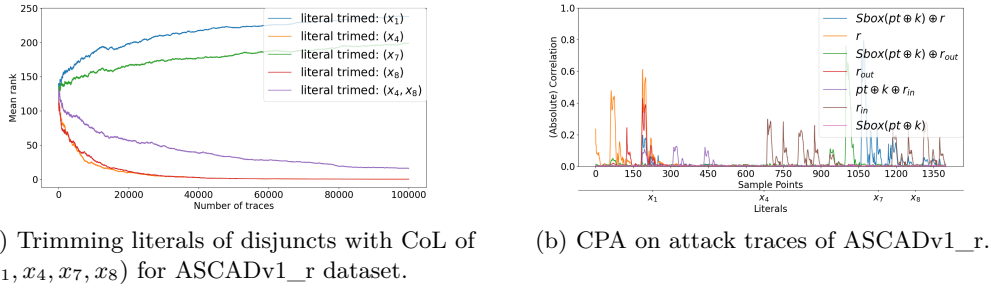 250
200
150
100
50
0
Mean rank
literal trimed: (x₁)
literal trimed: (x₄)
literal trimed: (x₇)
literal trimed: (x₈)
literal trimed: (x₄, x₈)
0 20000 40000 60000 80000 100000
Number of traces
) Trimming literals of disjuncts with CoL of
₁, x₄, x₇, x₈) for ASCADv1_r dataset.
1.0
0.8
0.6
0.4
0.2
0.0
(Absolute) Correlation
Sbox(pt ⊕ k) ⊕ r
r
Sbox(pt ⊕ k) ⊕ r_out
r_out
pt ⊕ k ⊕ r_in
r_in
Sbox(pt ⊕ k)
0 150 300 450 600 750 900 1050 1200 1350
Sample Points
x₁ x₄ x₇ x₈
Literals
(b) CPA on attack traces of ASCADv1_r.